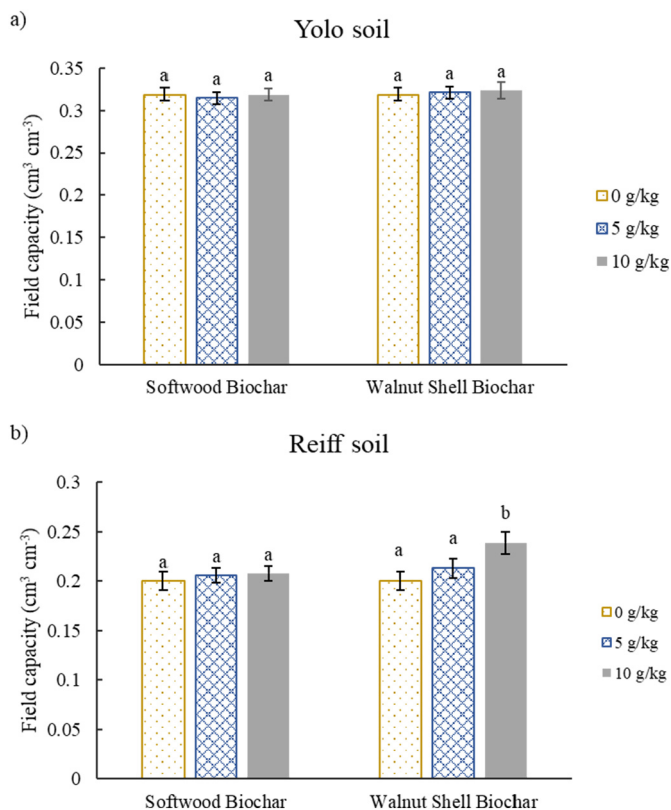 a)
Yolo soil
Field capacity (cm³ cm⁻³)
0.35
0.3
0.25
0.2
0.15
0.1
0.05
0
a a a a a a
Softwood Biochar Walnut Shell Biochar
0 g/kg
5 g/kg
10 g/kg
b)
Reiff soil
Field capacity (cm³ cm⁻³)
0.3
0.25
0.2
0.15
0.1
0.05
0
a a a a a b
Softwood Biochar Walnut Shell Biochar
0 g/kg
5 g/kg
10 g/kg